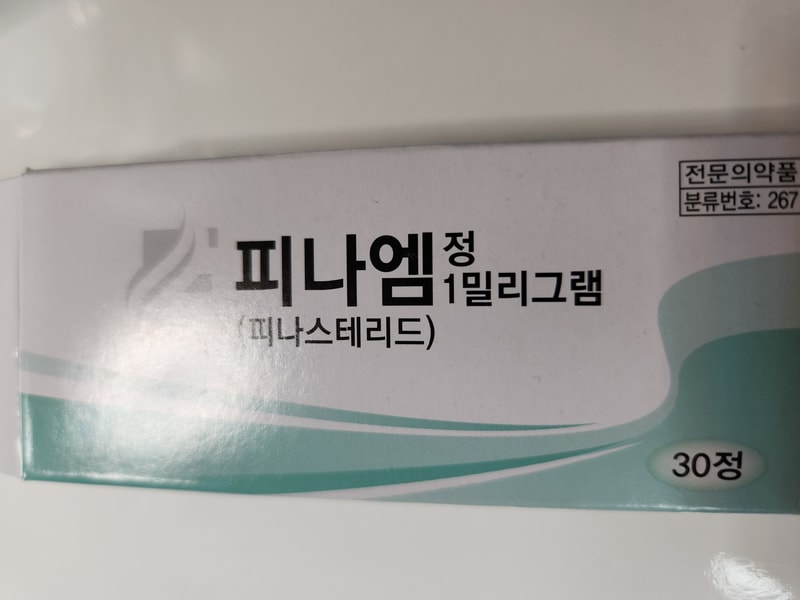 전문의약품
분류번호: 267
피나엠정
1밀리그램
(피나스테리드)
30정